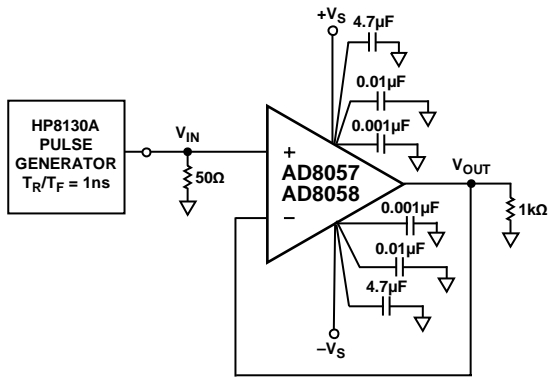 +VS
4.7µF
0.01µF
0.001µF
HP8130A
PULSE
GENERATOR
TR/TF = 1ns
VIN
50Ω
+
AD8057
AD8058
−
VOUT
1kΩ
0.001µF
0.01µF
4.7µF
−VS